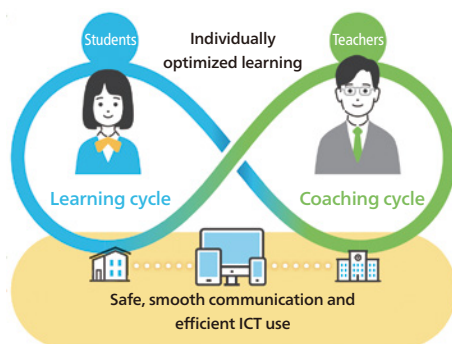 Students
Individually
optimized learning
Teachers
Learning cycle
Coaching cycle
Safe, smooth communication and
efficient ICT use